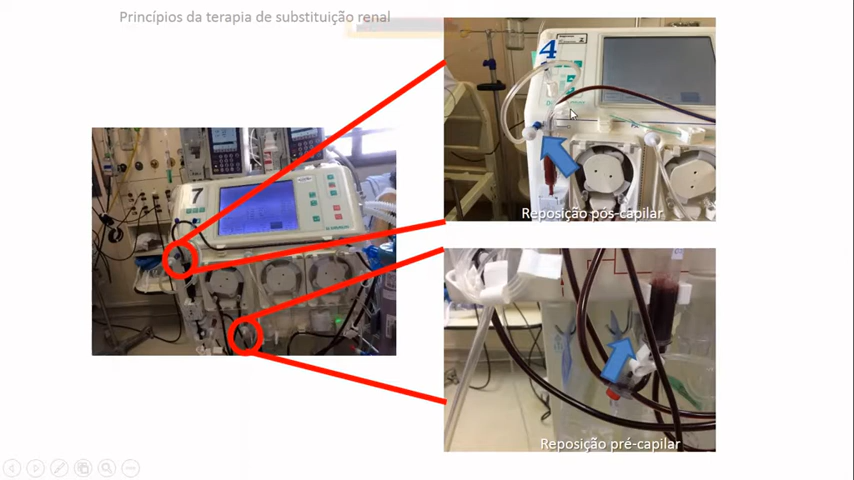 Princípios da terapia de substituição renal
4
Reposição pós-capilar
7
Reposição pré-capilar